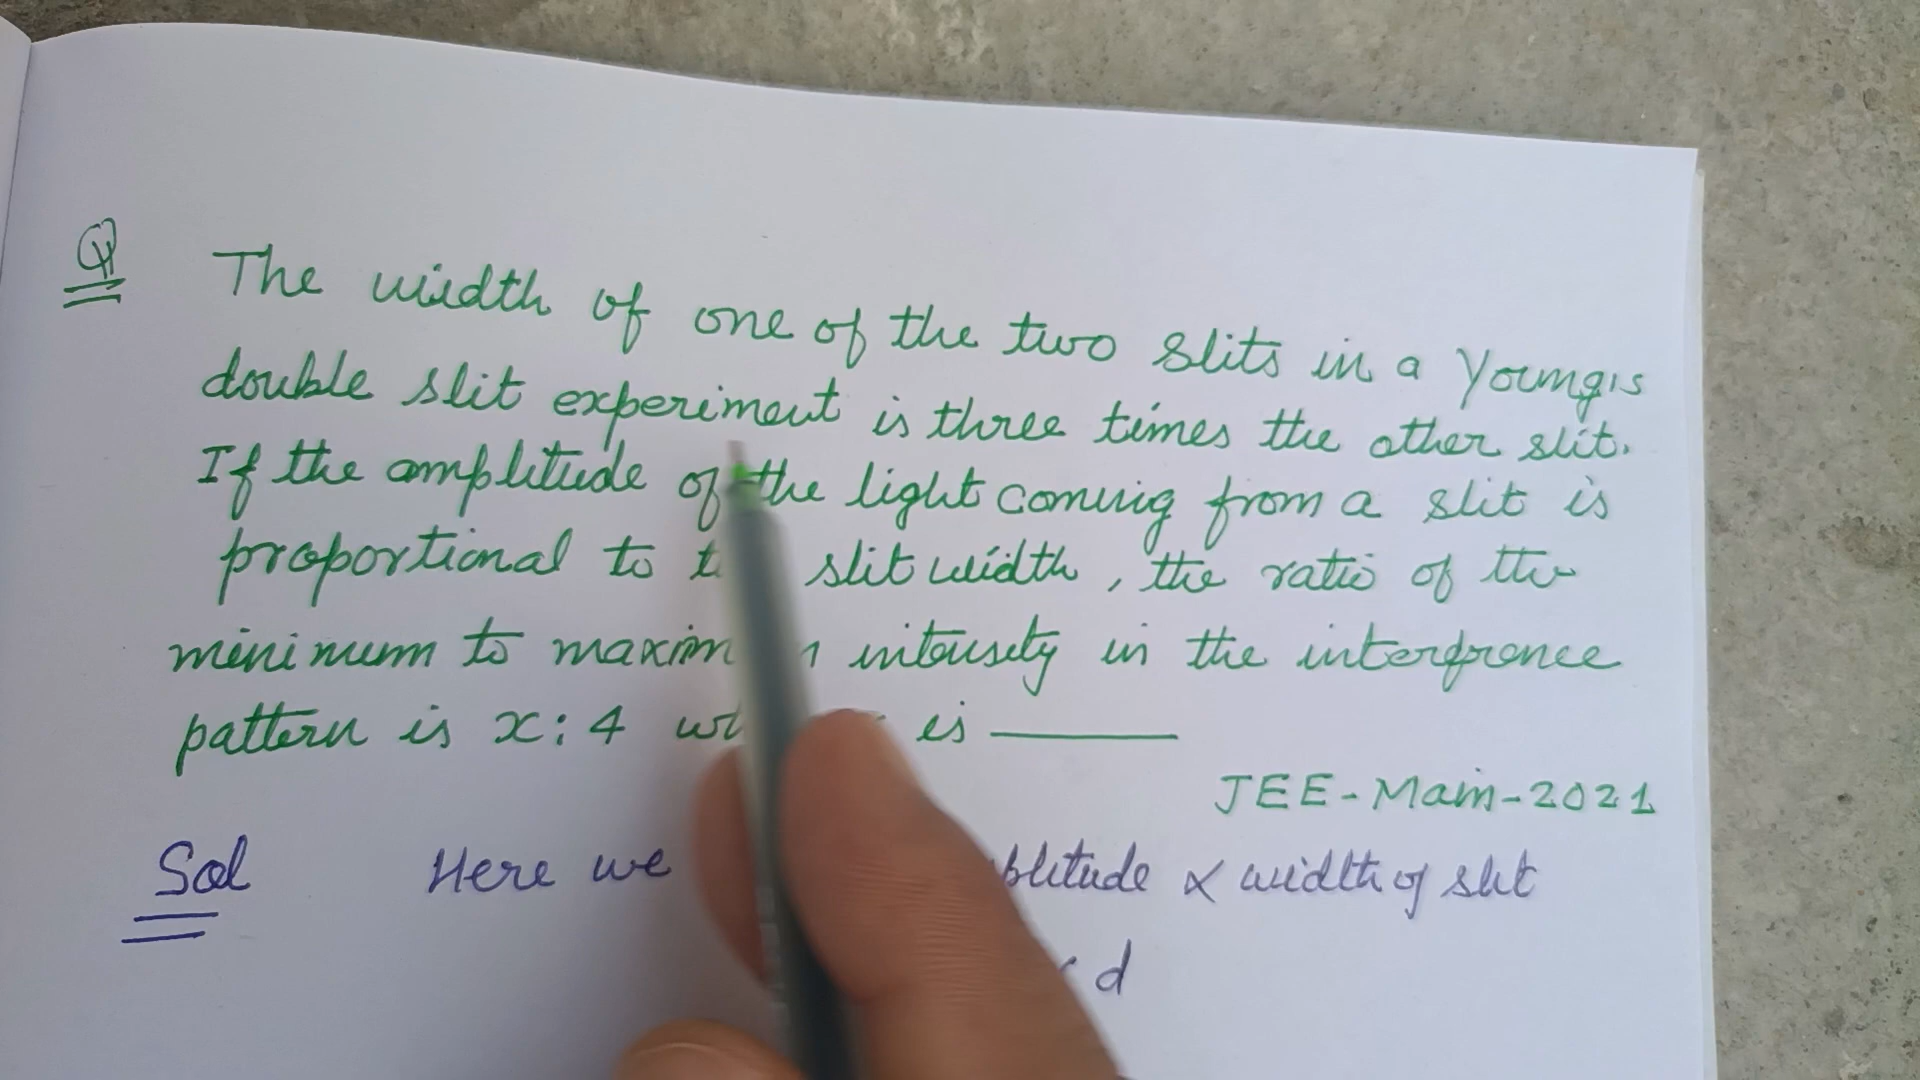 Q The width of one of the two slits in a Young's
double slit experiment is three times the other slit.
If the amplitude of the light coming from a slit is
proportional to slit width, the ratio of the
minimum to intensity in the interference
pattern is x:4 is ____
JEE-Main-2021
Sol Here we ∝ width of slit
d